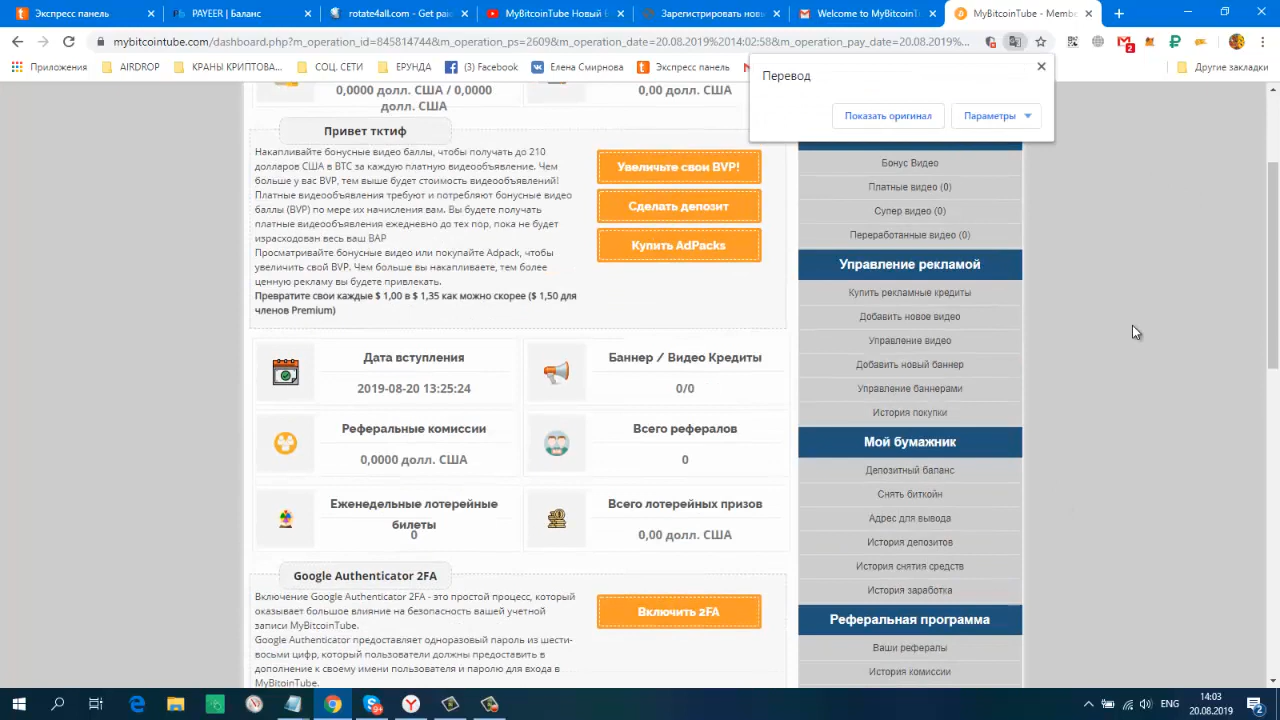 Экспресс панель
PAYEER | Баланс
rotate4all.com - Get paid
MyBitcoinTube Новый Б
Зарегистрировать новы
Welcome to MyBitcoinT
MyBitcoinTube - Membe
mybitcointube.com/dashboard.php?m_operation_id=845914744&m_operation_ps=2609&m_operation_date=20.08.2019%2014:02:58&m_operation_pay_date=20.08.2019%...
2
Приложения
AIRDROP
КРАНЫ КРИПТОВА...
СОЦ. СЕТИ
ЕРУНДА
(3) Facebook
Елена Смирнова
Экспресс панель
Другие закладки
Перевод
Показать оригинал
Параметры
0,0000 долл. США / 0,0000
долл. США
0,00 долл. США
Привет тктиф
Накапливайте бонусные видео баллы, чтобы получать до 210
долларов США в BTC за каждую платную видеообъявление. Чем
больше у вас BVP, тем выше будет стоимость видеообъявлений!
Платные видеообъявления требуют и потребляют бонусные видео
баллы (BVP) по мере их начисления вам. Вы будете получать
платные видеообъявления ежедневно до тех пор, пока не будет
израсходован весь ваш BAP
Просматривайте бонусные видео или покупайте Adpack, чтобы
увеличить свой BVP. Чем больше вы накапливаете, тем более
ценную рекламу вы будете привлекать.
Превратите свои каждые $ 1,00 в $ 1,35 как можно скорее ($ 1,50 для
членов Premium)
Увеличьте свои BVP!
Сделать депозит
Купить AdPacks
Дата вступления
2019-08-20 13:25:24
Баннер / Видео Кредиты
0/0
Реферальные комиссии
0,0000 долл. США
Всего рефералов
0
Еженедельные лотерейные
билеты
0
Всего лотерейных призов
0,00 долл. США
Google Authenticator 2FA
Включение Google Authenticator 2FA - это простой процесс, который
оказывает большое влияние на безопасность вашей учетной
записи MyBitcoinTube.
Google Authenticator предоставляет одноразовый пароль из шести-
восьми цифр, который пользователи должны предоставить в
дополнение к своему имени пользователя и паролю для входа в
MyBitcoinTube.
Включить 2FA
Бонус Видео
Платные видео (0)
Супер видео (0)
Переработанные видео (0)
Управление рекламой
Купить рекламные кредиты
Добавить новое видео
Управление видео
Добавить новый баннер
Управление баннерами
История покупки
Мой бумажник
Депозитный баланс
Снять биткойн
Адрес для вывода
История депозитов
История снятия средств
История заработка
Реферальная программа
Ваши рефералы
История комиссии
ENG
14:03
20.08.2019
2